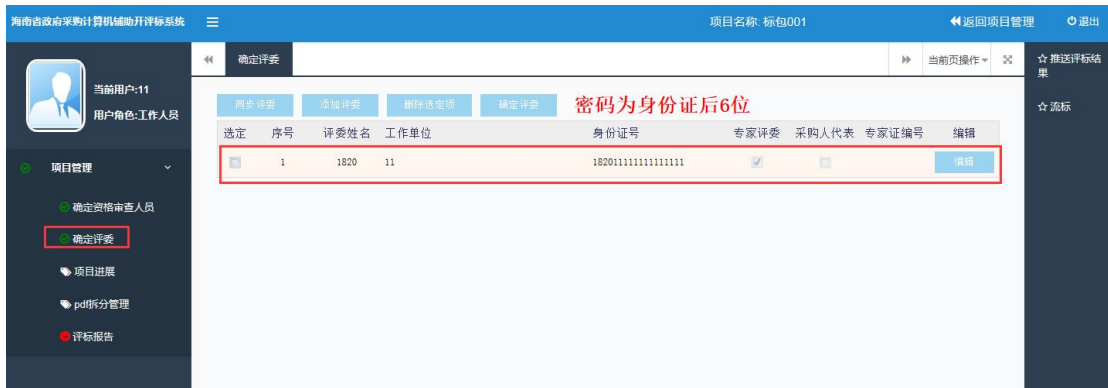 海南省政府采购计算机辅助开评标系统
项目名称: 标包001
返回项目管理
退出
当前用户:11
用户角色:工作人员
确定评委
当前页操作
推送评标结果
流标
同步评委 添加评委 删除选定项 确定评委
密码为身份证后6位
选定 序号 评委姓名 工作单位 身份证号 专家评委 采购人代表 专家证编号 编辑
1 1820 11 182011111111111111 编辑
项目管理
确定资格审查人员
确定评委
项目进展
pdf拆分管理
评标报告